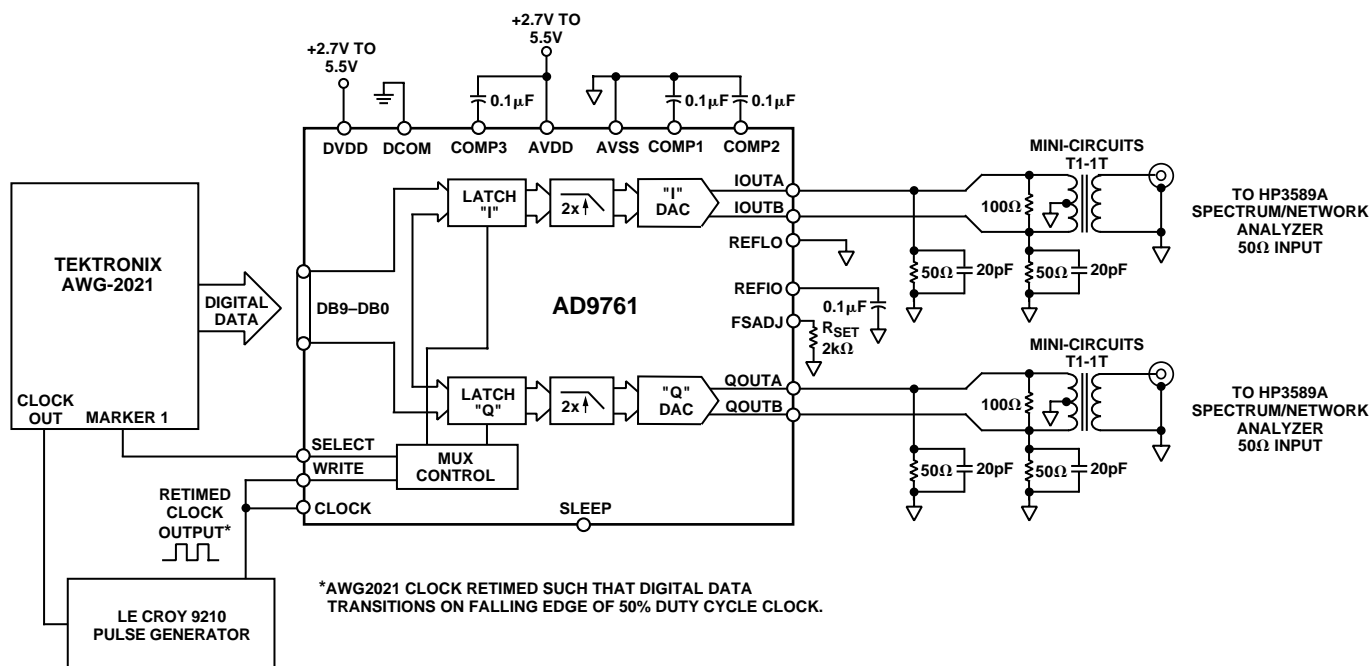 +2.7V TO
5.5V
+2.7V TO
5.5V
0.1µF
0.1µF
0.1µF
DVDD
DCOM
COMP3
AVDD
AVSS
COMP1
COMP2
TEKTRONIX
AWG-2021
CLOCK
OUT
MARKER 1
DIGITAL
DATA
DB9–DB0
LATCH
"I"
2x
"I"
DAC
AD9761
LATCH
"Q"
2x
"Q"
DAC
MUX
CONTROL
SELECT
WRITE
CLOCK
SLEEP
IOUTA
IOUTB
REFLO
REFIO
FSADJ
QOUTA
QOUTB
0.1µF
RSET
2kΩ
MINI-CIRCUITS
T1-1T
100Ω
50Ω
20pF
50Ω
20pF
TO HP3589A
SPECTRUM/NETWORK
ANALYZER
50Ω INPUT
MINI-CIRCUITS
T1-1T
100Ω
50Ω
20pF
50Ω
20pF
TO HP3589A
SPECTRUM/NETWORK
ANALYZER
50Ω INPUT
RETIMED
CLOCK
OUTPUT*
LE CROY 9210
PULSE GENERATOR
*AWG2021 CLOCK RETIMED SUCH THAT DIGITAL DATA
TRANSITIONS ON FALLING EDGE OF 50% DUTY CYCLE CLOCK.